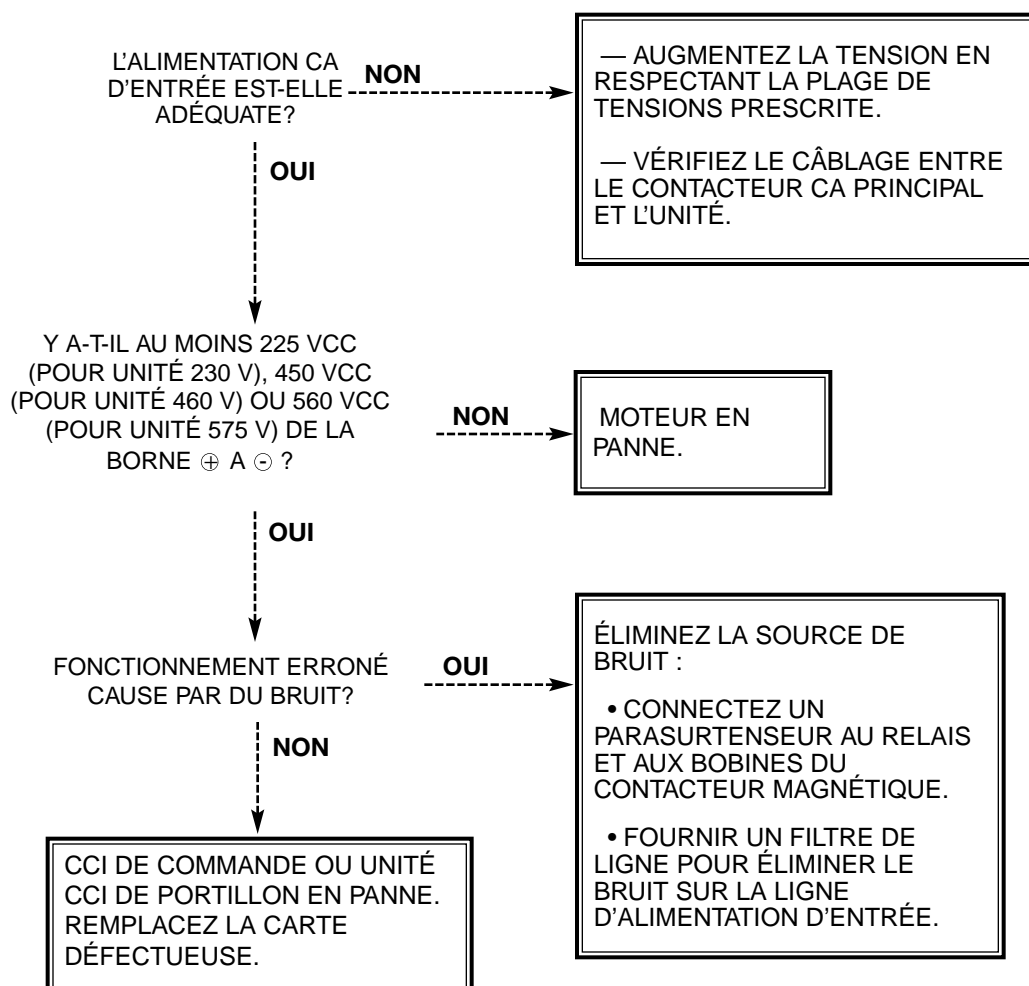 L'ALIMENTATION CA
D'ENTRÉE EST-ELLE
ADÉQUATE?
NON
— AUGMENTEZ LA TENSION EN
RESPECTANT LA PLAGE DE
TENSIONS PRESCRITE.
— VÉRIFIEZ LE CÂBLAGE ENTRE
LE CONTACTEUR CA PRINCIPAL
ET L'UNITÉ.
OUI
Y A-T-IL AU MOINS 225 VCC
(POUR UNITÉ 230 V), 450 VCC
(POUR UNITÉ 460 V) OU 560 VCC
(POUR UNITÉ 575 V) DE LA
BORNE ⊕ A ⊖ ?
NON
MOTEUR EN
PANNE.
OUI
FONCTIONNEMENT ERRONÉ
CAUSE PAR DU BRUIT?
OUI
ÉLIMINEZ LA SOURCE DE
BRUIT :
• CONNECTEZ UN
PARASURTENSEUR AU RELAIS
ET AUX BOBINES DU
CONTACTEUR MAGNÉTIQUE.
• FOURNIR UN FILTRE DE
LIGNE POUR ÉLIMINER LE
BRUIT SUR LA LIGNE
D'ALIMENTATION D'ENTRÉE.
NON
CCI DE COMMANDE OU UNITÉ
CCI DE PORTILLON EN PANNE.
REMPLACEZ LA CARTE
DÉFECTUEUSE.